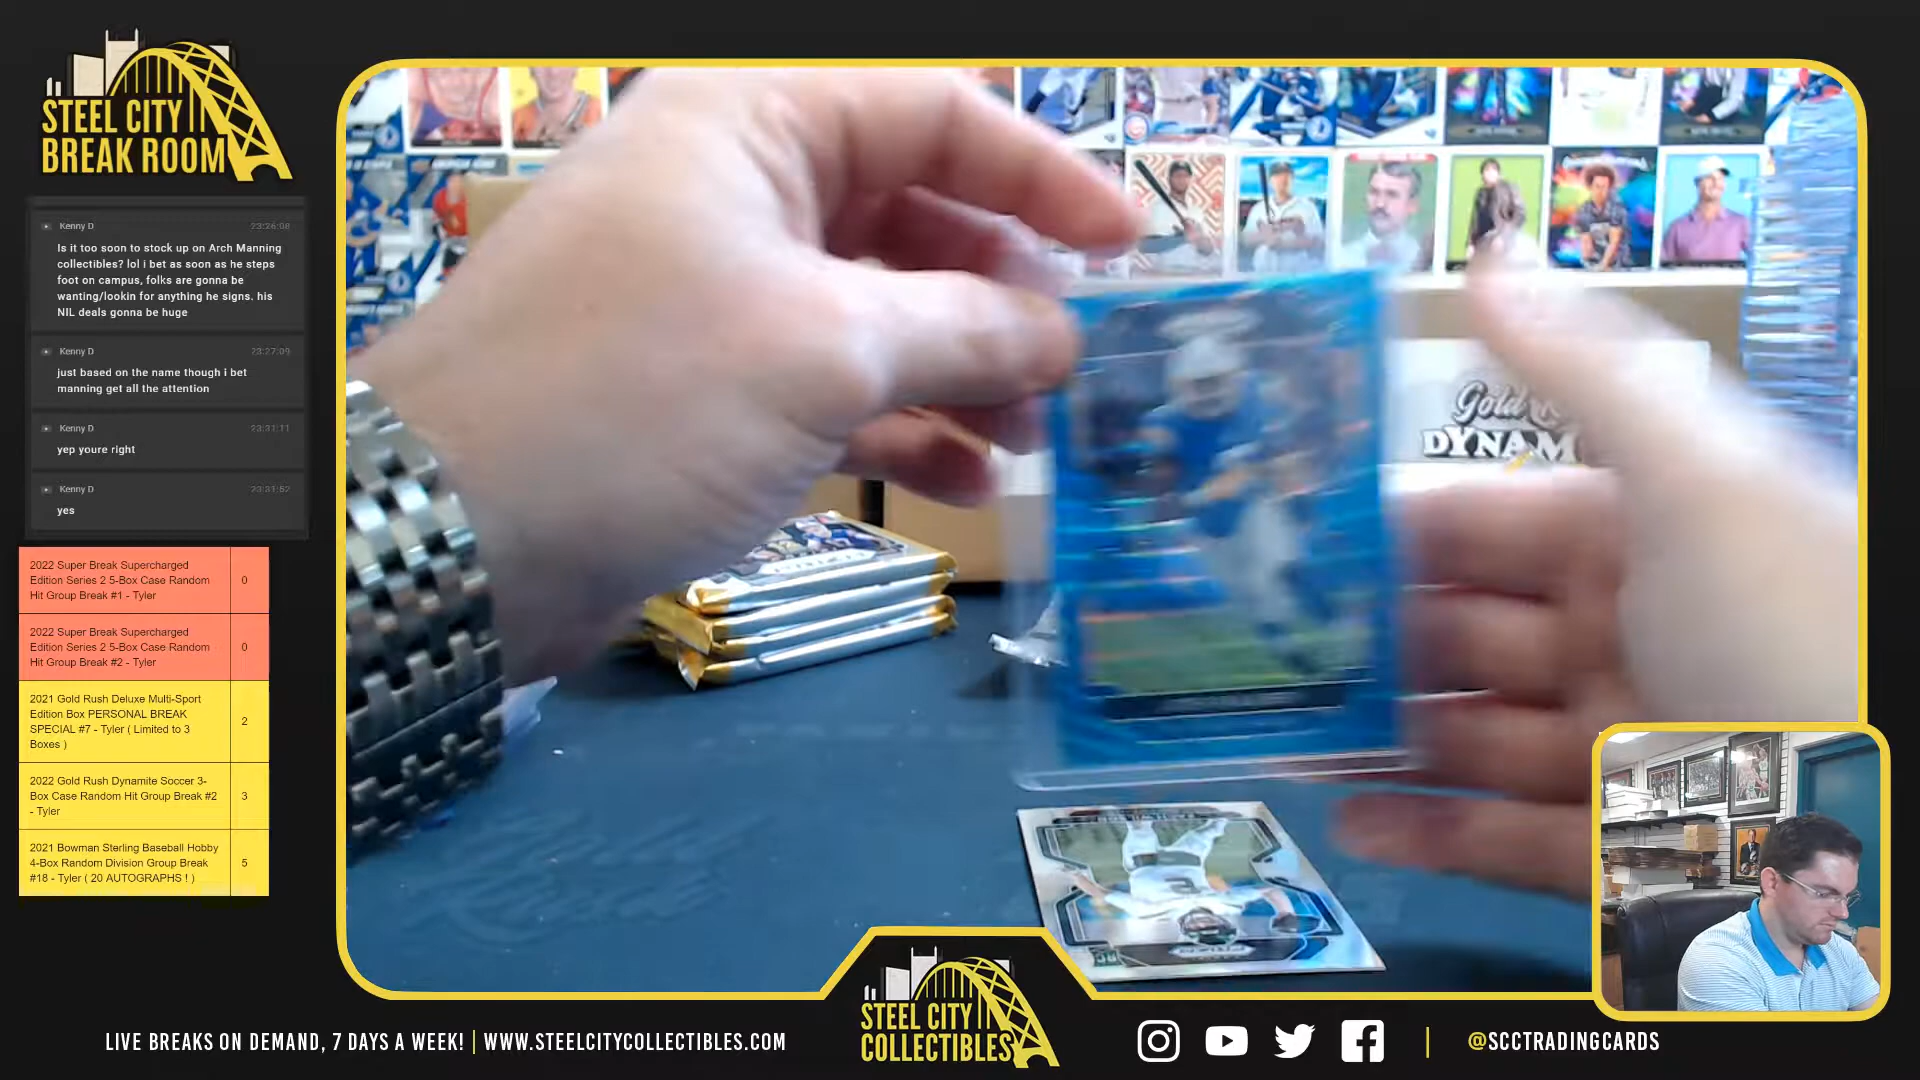 STEEL CITY
BREAK ROOM
Kenny D 23:26:08
Is it too soon to stock up on Arch Manning
collectibles? lol i bet as soon as he steps
foot on campus, folks are gonna be
wanting/lookin for anything he signs. his
NIL deals gonna be huge
Kenny D 23:27:09
just based on the name though i bet
manning get all the attention
Kenny D 23:31:11
yep youre right
Kenny D 23:31:52
yes
2022 Super Break Supercharged
Edition Series 2 5-Box Case Random 0
Hit Group Break #1 - Tyler
2022 Super Break Supercharged
Edition Series 2 5-Box Case Random 0
Hit Group Break #2 - Tyler
2021 Gold Rush Deluxe Multi-Sport
Edition Box PERSONAL BREAK
SPECIAL #7 - Tyler ( Limited to 3 2
Boxes )
2022 Gold Rush Dynamite Soccer 3-
Box Case Random Hit Group Break #2 3
- Tyler
2021 Bowman Sterling Baseball Hobby
4-Box Random Division Group Break 5
#18 - Tyler ( 20 AUTOGRAPHS ! )
Gold
DYNAM
PRIZM
STEEL CITY
COLLECTIBLES
LIVE BREAKS ON DEMAND, 7 DAYS A WEEK! | WWW.STEELCITYCOLLECTIBLES.COM
| @SCCTRADINGCARDS